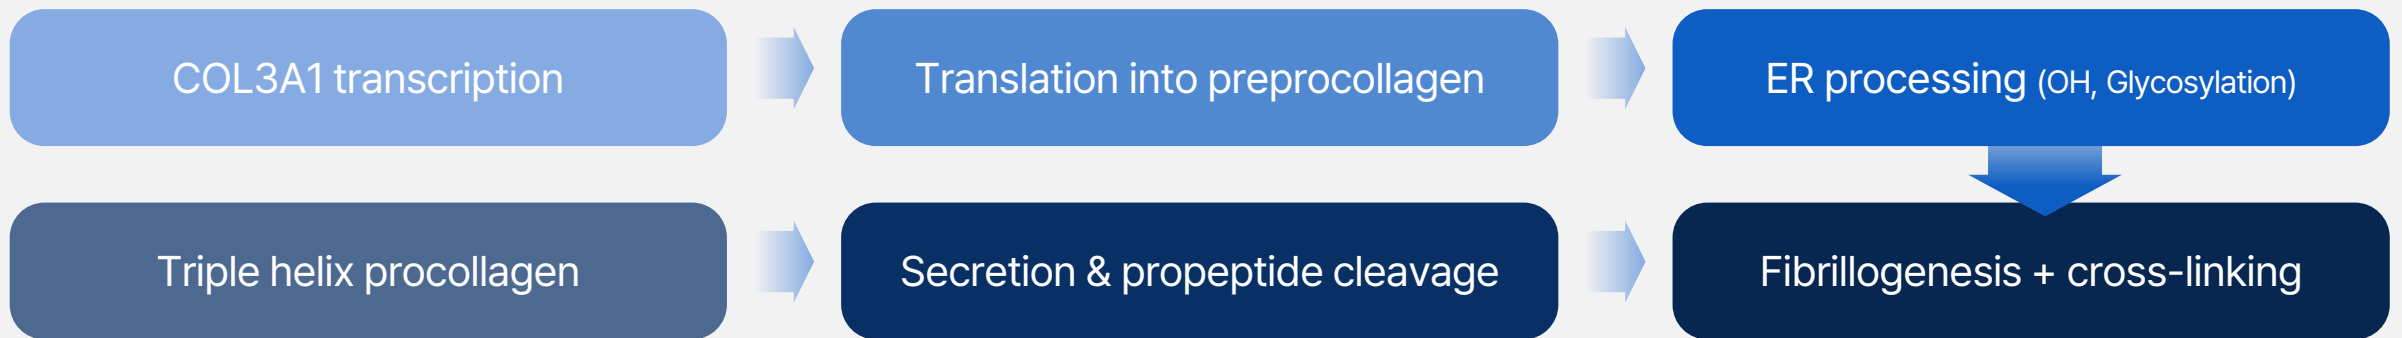 COL3A1 transcription
Translation into preprocollagen
ER processing (OH, Glycosylation)
Triple helix procollagen
Secretion & propeptide cleavage
Fibrillogenesis + cross-linking